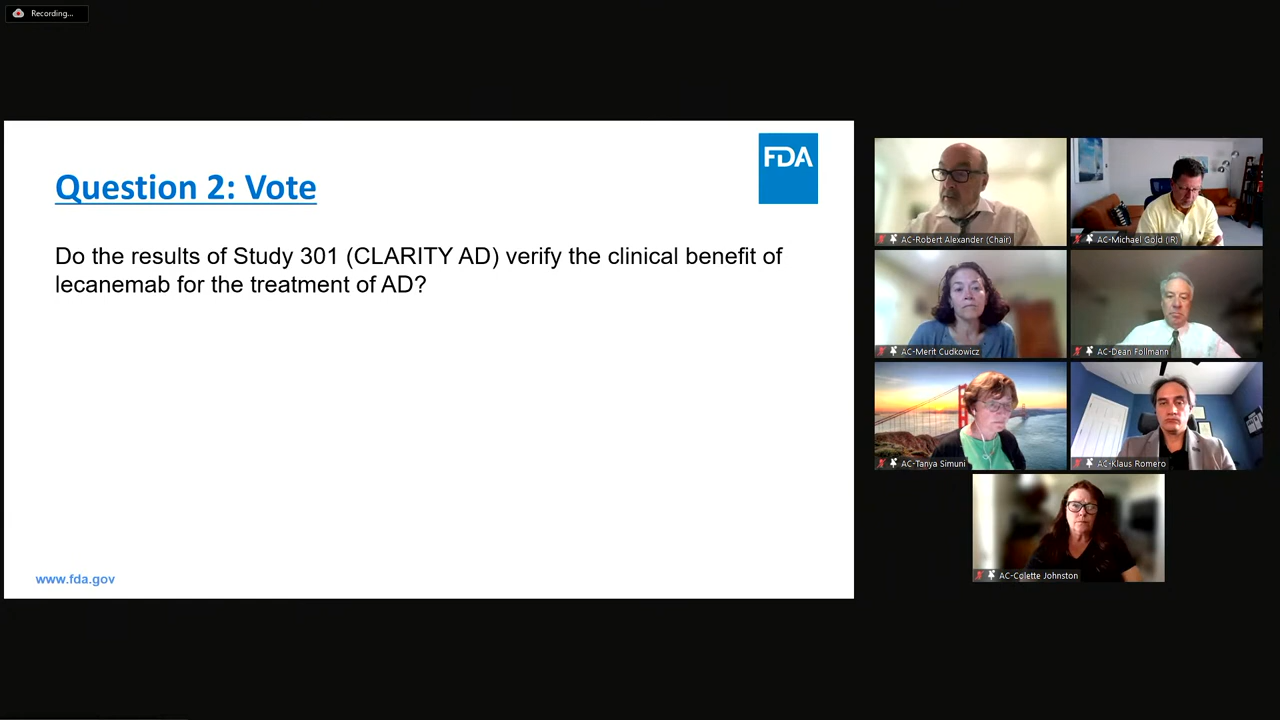 Recording...
FDA
Question 2: Vote
Do the results of Study 301 (CLARITY AD) verify the clinical benefit of
lecanemab for the treatment of AD?
www.fda.gov
AC-Robert Alexander (Chair)
AC-Michael Gold (IR)
AC-Merit Cudkowicz
AC-Dean Follmann
AC-Tanya Simuni
AC-Klaus Romero
AC-Colette Johnston